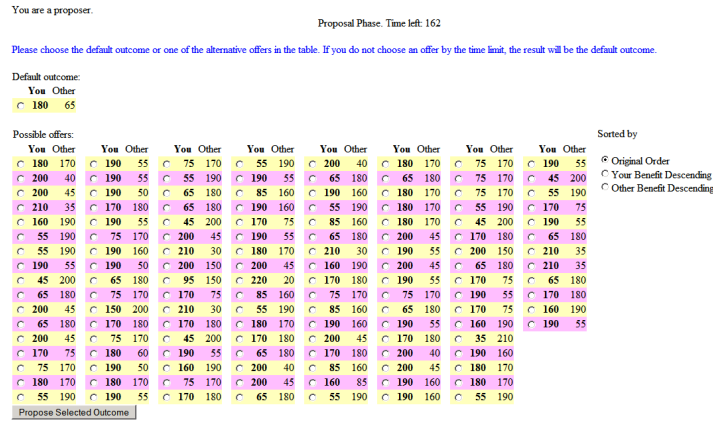 You are a proposer.
Proposal Phase. Time left: 162
Please choose the default outcome or one of the alternative offers in the table. If you do not choose an offer by the time limit, the result will be the default outcome.
Default outcome:
You Other
180 65
Possible offers:
Sorted by
You Other You Other You Other You Other You Other You Other You Other You Other
180 170 190 55 75 170 55 190 200 40 180 170 75 170 190 55
Original Order
200 40 190 55 55 190 190 55 65 180 65 180 75 170 45 200
Your Benefit Descending
200 45 190 50 65 180 85 160 190 160 180 170 75 170 65 180
Other Benefit Descending
210 35 170 180 65 180 190 160 55 190 180 170 55 190 170 75
160 190 190 55 45 200 170 75 85 160 180 170 45 200 190 55
55 190 75 170 200 45 190 55 65 180 200 45 170 180 65 180
55 190 190 160 210 30 180 170 210 30 190 55 200 150 210 35
190 55 190 50 200 150 200 45 160 190 200 45 65 180 210 35
45 200 65 180 95 150 220 20 170 180 190 55 170 75 65 180
65 180 75 170 170 75 85 160 75 170 75 170 190 55 170 180
200 45 150 200 210 30 55 190 85 160 65 180 170 75 160 190
65 180 170 180 170 180 180 170 190 160 190 55 160 190 190 55
200 45 75 170 45 200 170 180 200 45 170 180 35 210
170 75 180 60 190 55 65 180 170 180 200 40 190 160
75 170 190 50 160 190 200 40 85 160 200 45 180 170
180 170 180 170 75 170 200 45 160 85 190 160 180 170
55 190 190 55 170 180 65 180 55 190 190 160 55 190
Propose Selected Outcome